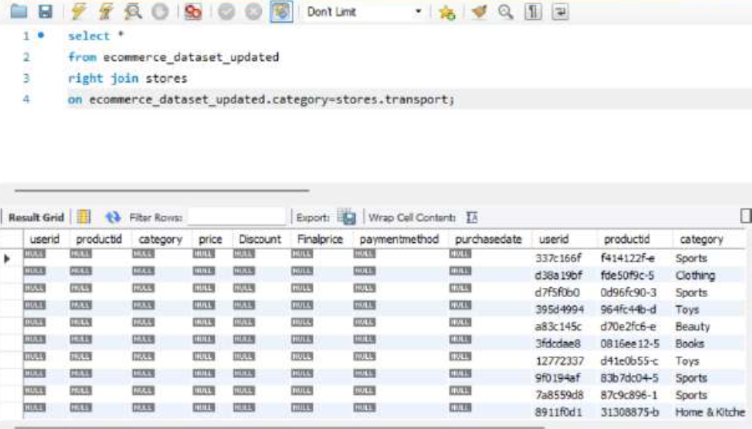 Don't Limit
1 select *
2 from ecommerce_dataset_updated
3 right join stores
4 on ecommerce_dataset_updated.category=stores.transport;
Result Grid Filter Rows: Export: Wrap Cell Content:
userid productid category price Discount Finalprice paymentmethod purchasedate userid productid category
NULL NULL NULL NULL NULL NULL NULL NULL 337c166f f414122f-e Sports
NULL NULL NULL NULL NULL NULL NULL NULL d38a19bf fde50f9c-5 Clothing
NULL NULL NULL NULL NULL NULL NULL NULL d7f5f0b0 0d96fc90-3 Sports
NULL NULL NULL NULL NULL NULL NULL NULL 395d4994 964fc44b-d Toys
NULL NULL NULL NULL NULL NULL NULL NULL a83c145c d70e2fc6-e Beauty
NULL NULL NULL NULL NULL NULL NULL NULL 3fdcdae8 0816ee12-5 Books
NULL NULL NULL NULL NULL NULL NULL NULL 12772337 d41e0b55-c Toys
NULL NULL NULL NULL NULL NULL NULL NULL 9f0194af 83b7dc04-5 Sports
NULL NULL NULL NULL NULL NULL NULL NULL 7a8559d8 87c9c896-1 Sports
NULL NULL NULL NULL NULL NULL NULL NULL 8911f0d1 31308875-b Home & Kitche